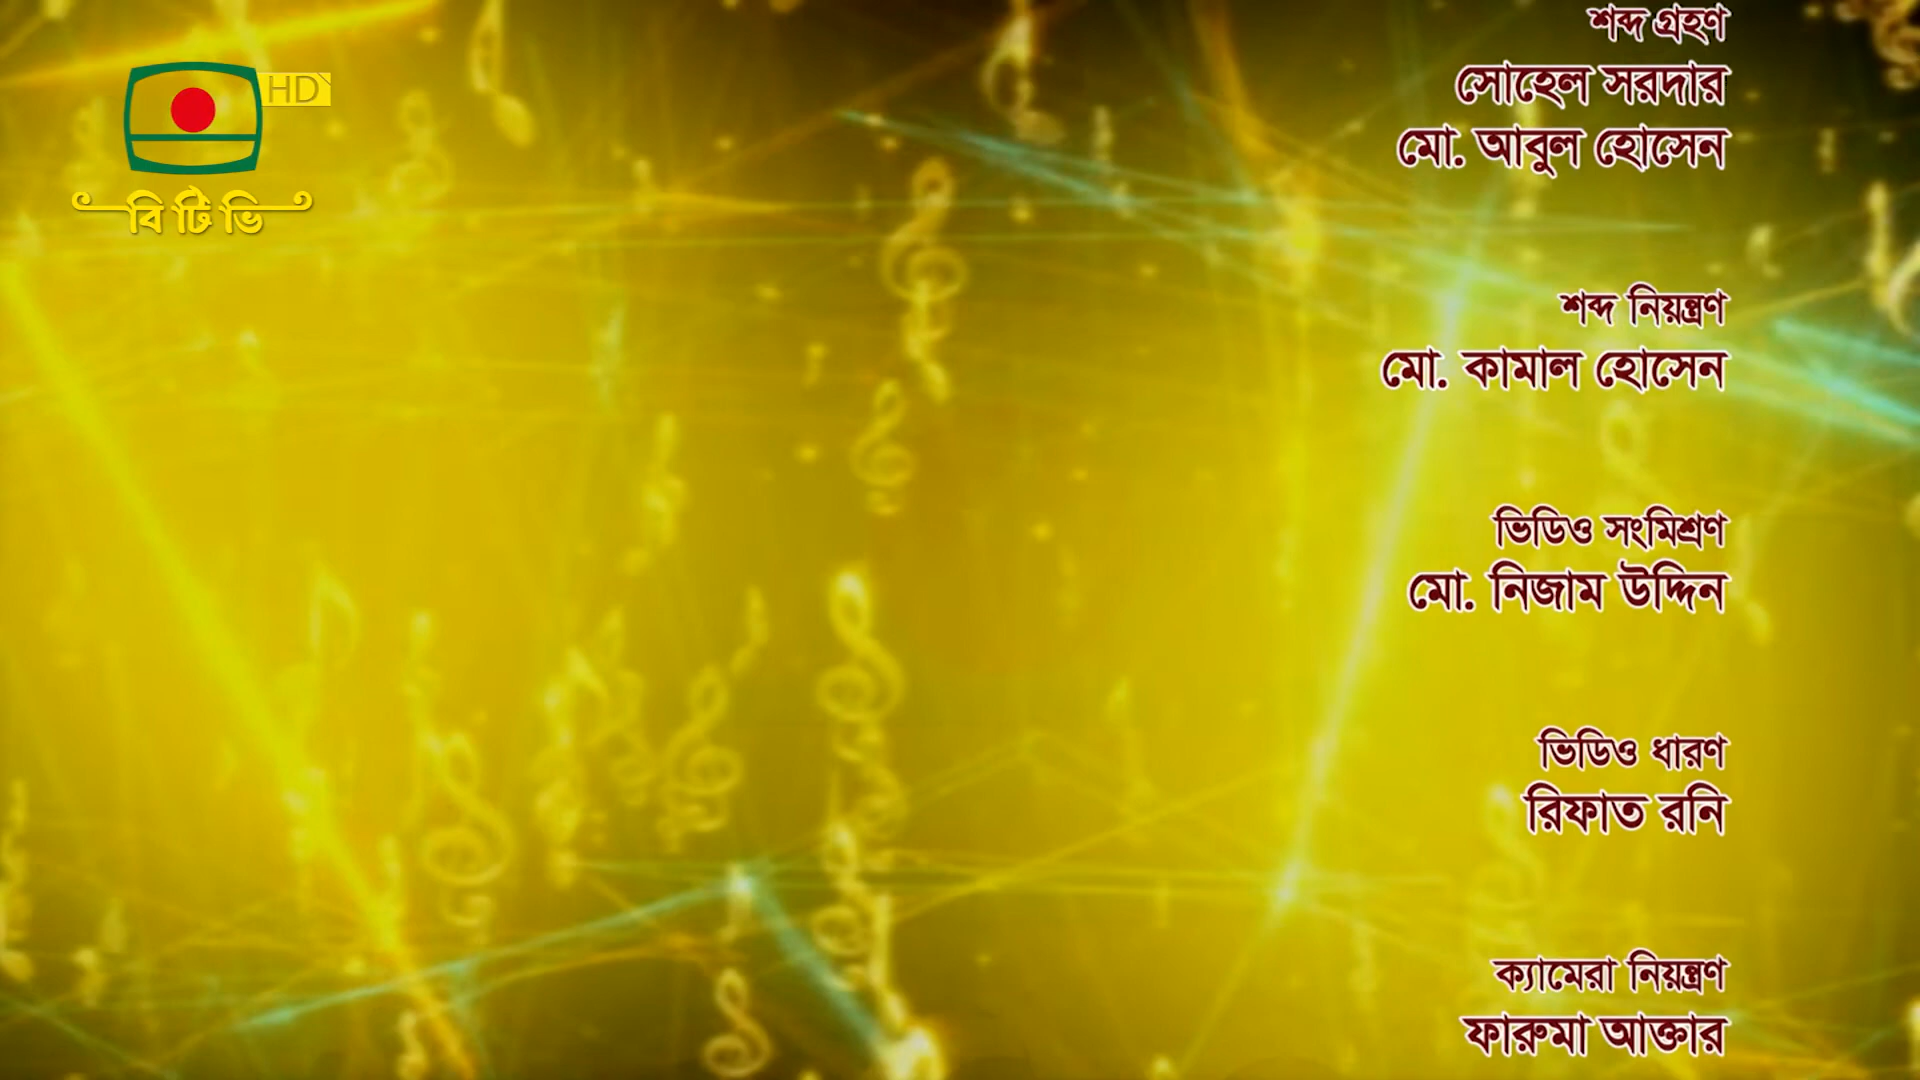 HD
বিটিভি
শব্দ গ্রহণ
সোহেল সরদার
মো. আবুল হোসেন
শব্দ নিয়ন্ত্রণ
মো. কামাল হোসেন
ভিডিও সংমিশ্রণ
মো. নিজাম উদ্দিন
ভিডিও ধারণ
রিফাত রনি
ক্যামেরা নিয়ন্ত্রণ
ফারুমা আক্তার